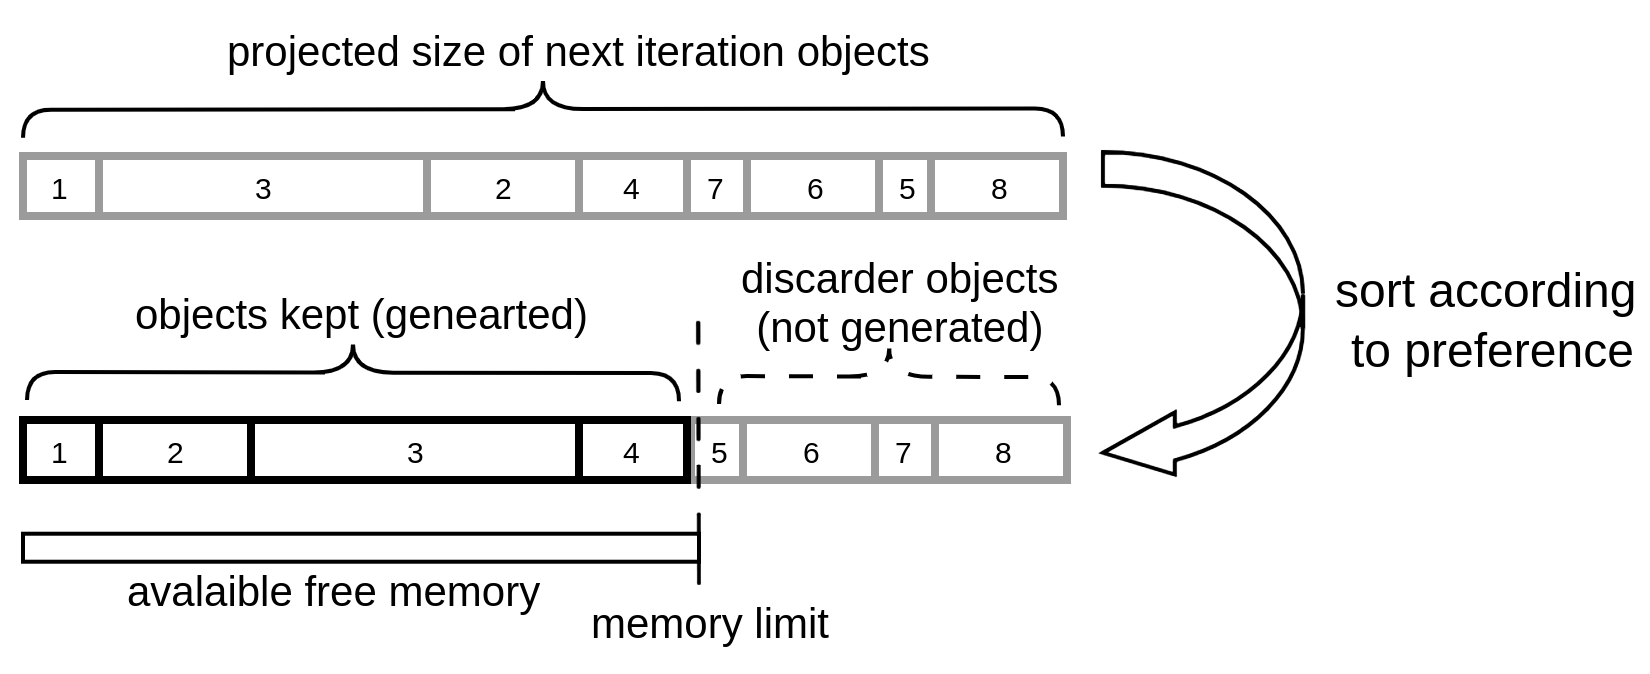 projected size of next iteration objects
1 3 2 4 7 6 5 8
discarder objects
(not generated)
objects kept (genearted)
sort according
to preference
1 2 3 4 5 6 7 8
avalaible free memory
memory limit